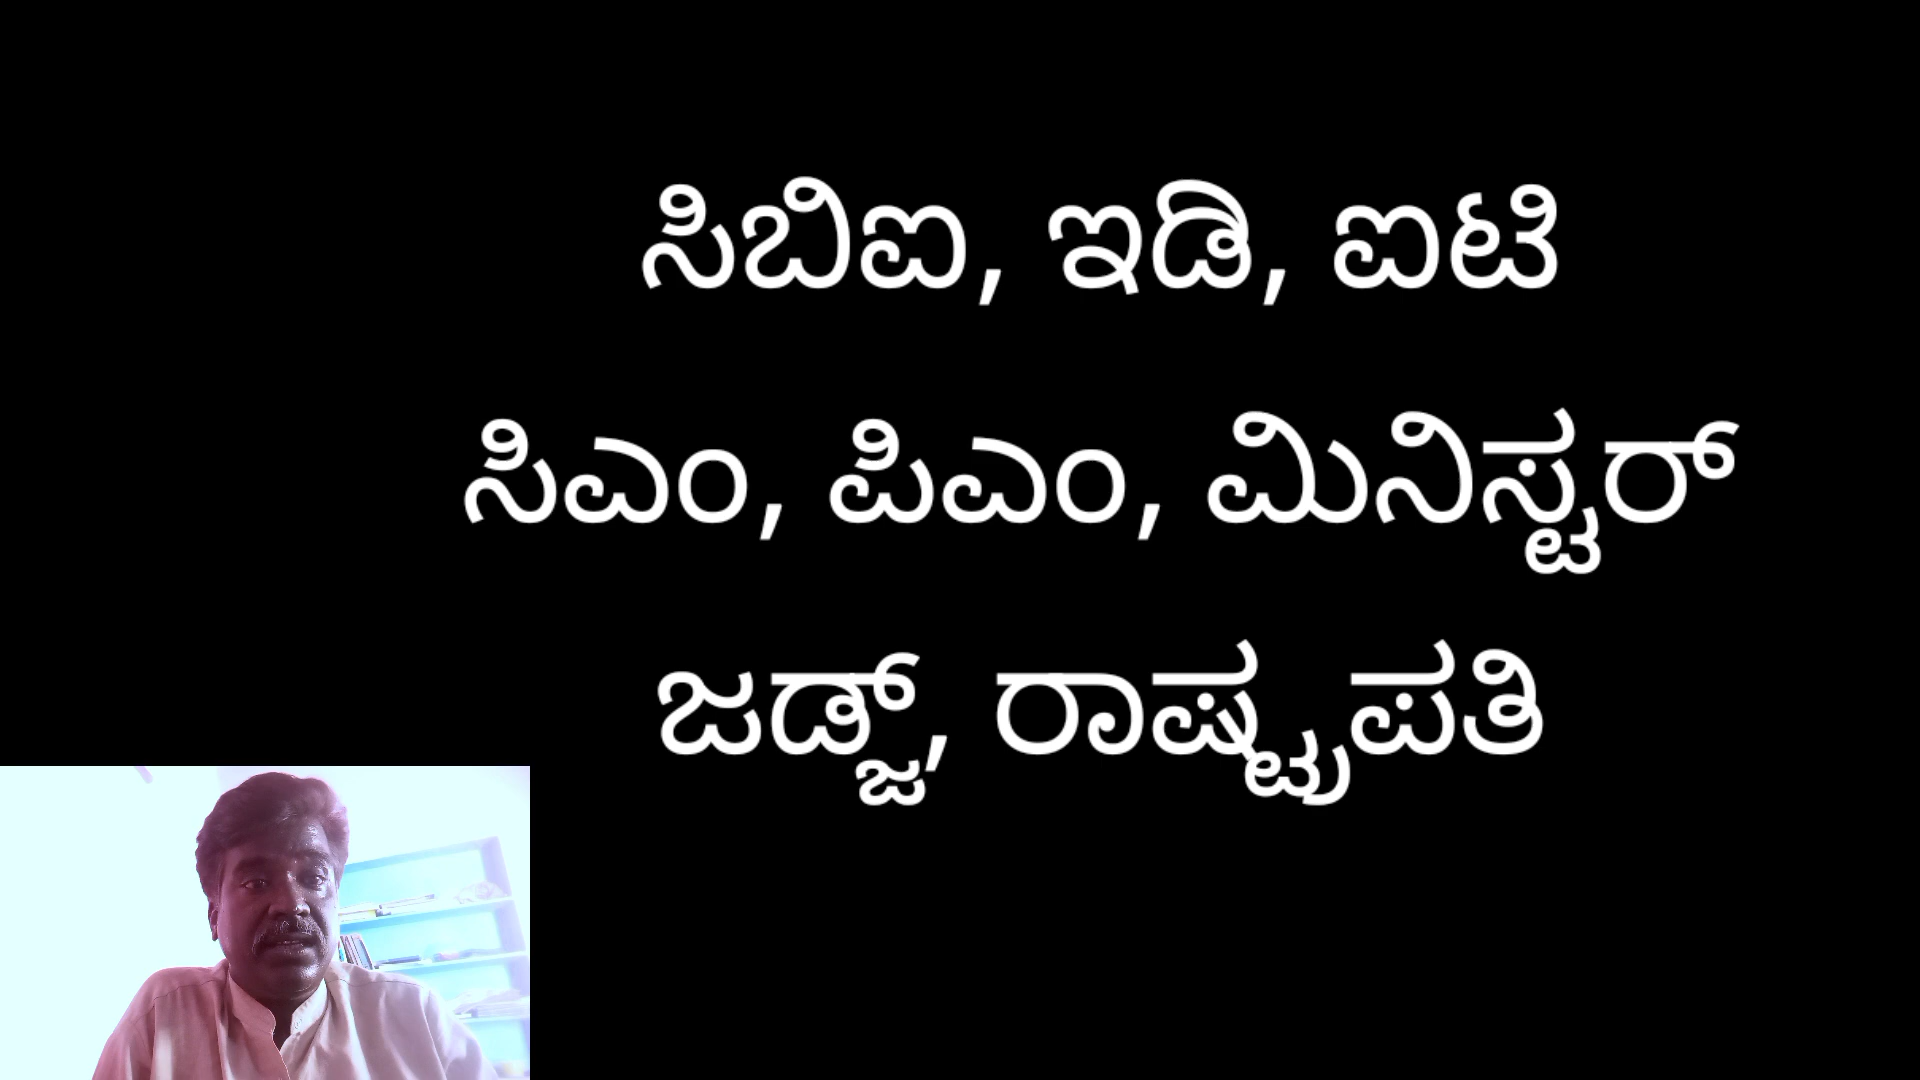 ಸಿಬಿಐ, ಇಡಿ, ಐಟಿ
ಸಿಎಂ, ಪಿಎಂ, ಮಿನಿಸ್ಟರ್
ಜಡ್ಜ್, ರಾಷ್ಟ್ರಪತಿ